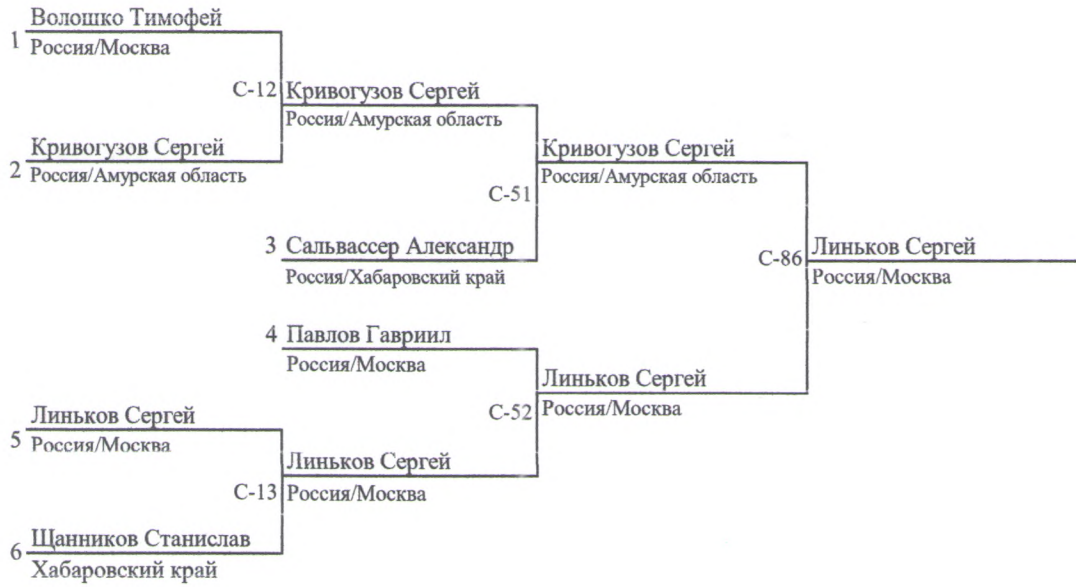 Волошко Тимофей
1
Россия/Москва
С-12
Кривогузов Сергей
Россия/Амурская область
Кривогузов Сергей
2
Россия/Амурская область
Кривогузов Сергей
Россия/Амурская область
С-51
3 Сальвассер Александр
Россия/Хабаровский край
С-86
Линьков Сергей
Россия/Москва
4 Павлов Гавриил
Россия/Москва
Линьков Сергей
С-52
Россия/Москва
Линьков Сергей
5
Россия/Москва
Линьков Сергей
С-13
Россия/Москва
Щанников Станислав
6
Хабаровский край